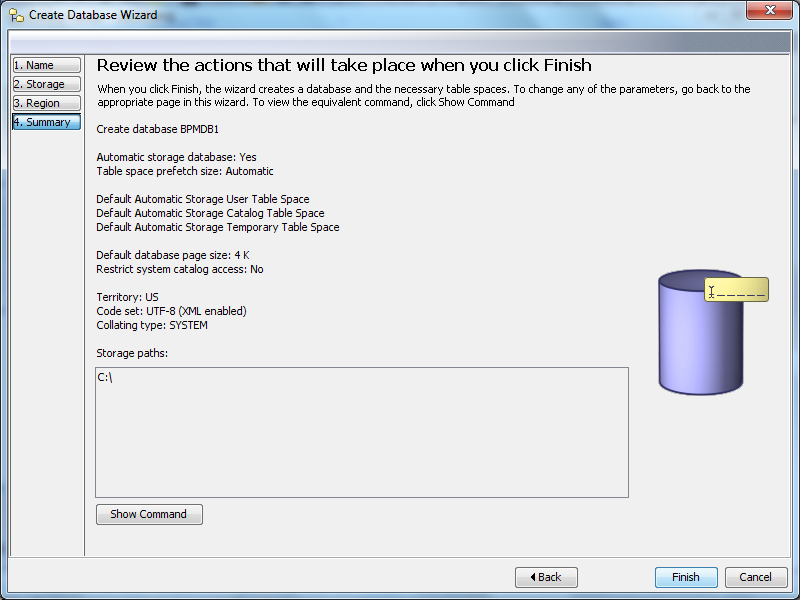 Create Database Wizard
1. Name
2. Storage
3. Region
4. Summary
Review the actions that will take place when you click Finish
When you click Finish, the wizard creates a database and the necessary table spaces. To change any of the parameters, go back to the
appropriate page in this wizard. To view the equivalent command, click Show Command
Create database BPMDB1
Automatic storage database: Yes
Table space prefetch size: Automatic
Default Automatic Storage User Table Space
Default Automatic Storage Catalog Table Space
Default Automatic Storage Temporary Table Space
Default database page size: 4 K
Restrict system catalog access: No
Territory: US
Code set: UTF-8 (XML enabled)
Collating type: SYSTEM
Storage paths:
C:\
Show Command
Back
Finish
Cancel